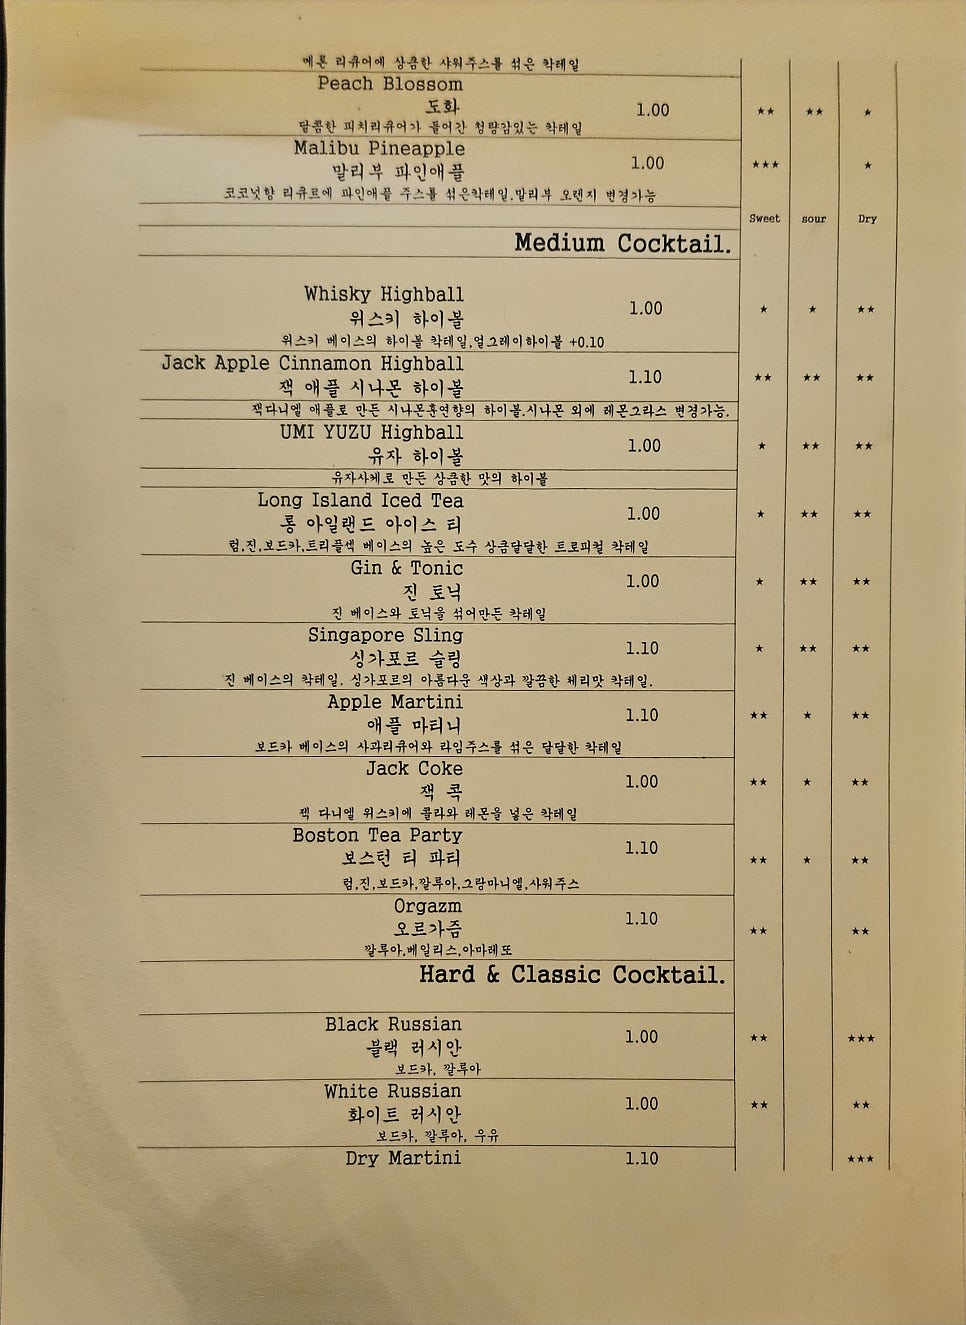 메론 리큐어에 상큼한 사워주스를 섞은 칵테일
Peach Blossom
도화 1.00 ★★ ★★ ★
달콤한 피치리큐어가 들어간 청량감있는 칵테일
Malibu Pineapple
말리부 파인애플 1.00 ★★★ ★
코코넛향 리큐르에 파인애플 주스를 섞은칵테일.말리부 오렌지 변경가능
Sweet sour Dry
Medium Cocktail.
Whisky Highball
위스키 하이볼 1.00 ★ ★ ★★
위스키 베이스의 하이볼 칵테일,얼그레이하이볼 +0.10
Jack Apple Cinnamon Highball
잭 애플 시나몬 하이볼 1.10 ★★ ★★ ★★
잭다니엘 애플로 만든 시나몬훈연향의 하이볼.시나몬 외에 레몬그라스 변경가능.
UMI YUZU Highball
유자 하이볼 1.00 ★ ★★ ★★
유자사케로 만든 상큼한 맛의 하이볼
Long Island Iced Tea
롱 아일랜드 아이스 티 1.00 ★ ★★ ★★
럼,진,보드카,트리플섹 베이스의 높은 도수 상큼달달한 트로피컬 칵테일
Gin & Tonic
진 토닉 1.00 ★ ★★ ★★
진 베이스와 토닉을 섞어만든 칵테일
Singapore Sling
싱가포르 슬링 1.10 ★ ★★ ★★
진 베이스의 칵테일. 싱가포르의 아름다운 색상과 깔끔한 체리맛 칵테일.
Apple Martini
애플 마티니 1.10 ★★ ★ ★★
보드카 베이스의 사과리큐어와 라임주스를 섞은 달달한 칵테일
Jack Coke
잭 콕 1.00 ★★ ★ ★★
잭 다니엘 위스키에 콜라와 레몬을 넣은 칵테일
Boston Tea Party
보스턴 티 파티 1.10 ★★ ★ ★★
럼,진,보드카,깔루아,그랑마니엘,사워주스
Orgazm
오르가즘 1.10 ★★ ★★
깔루아,베일리스,아마레또
Hard & Classic Cocktail.
Black Russian
블랙 러시안 1.00 ★★ ★★★
보드카, 깔루아
White Russian
화이트 러시안 1.00 ★★ ★★
보드카, 깔루아, 우유
Dry Martini 1.10 ★★★